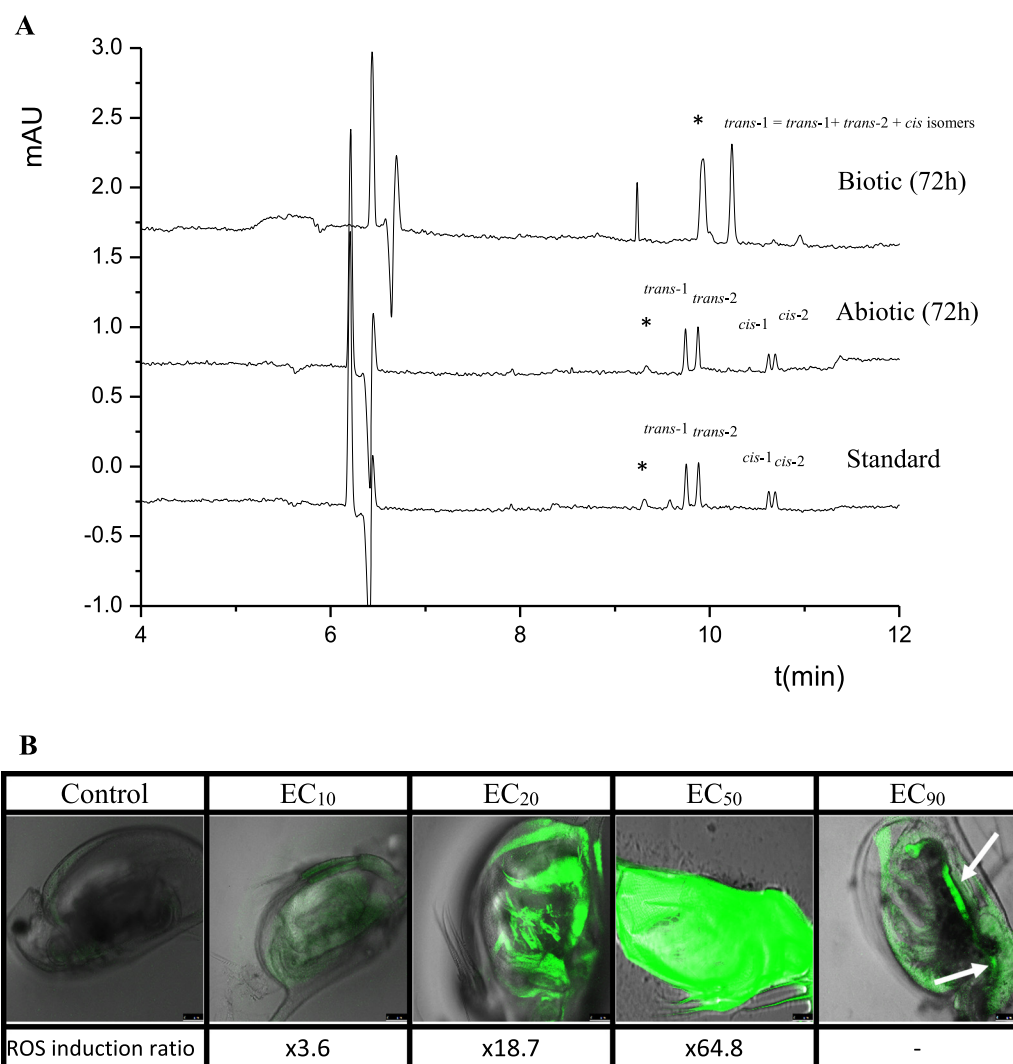 A
3.0
2.5
2.0
1.5
1.0
0.5
0.0
-0.5
-1.0
mAU
* trans-1 = trans-1+ trans-2 + cis isomers
Biotic (72h)
trans-1 trans-2
* cis-1 cis-2
Abiotic (72h)
trans-1 trans-2
* cis-1 cis-2
Standard
4 6 8 10 12
t(min)
B
Control EC10 EC20 EC50 EC90
ROS induction ratio x3.6 x18.7 x64.8 -